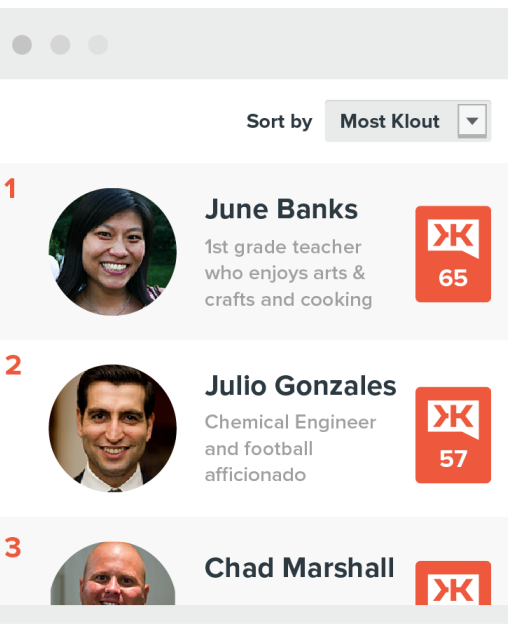 Sort by Most Klout
1
June Banks
1st grade teacher
who enjoys arts &
crafts and cooking
65
2
Julio Gonzales
Chemical Engineer
and football
afficionado
57
3
Chad Marshall